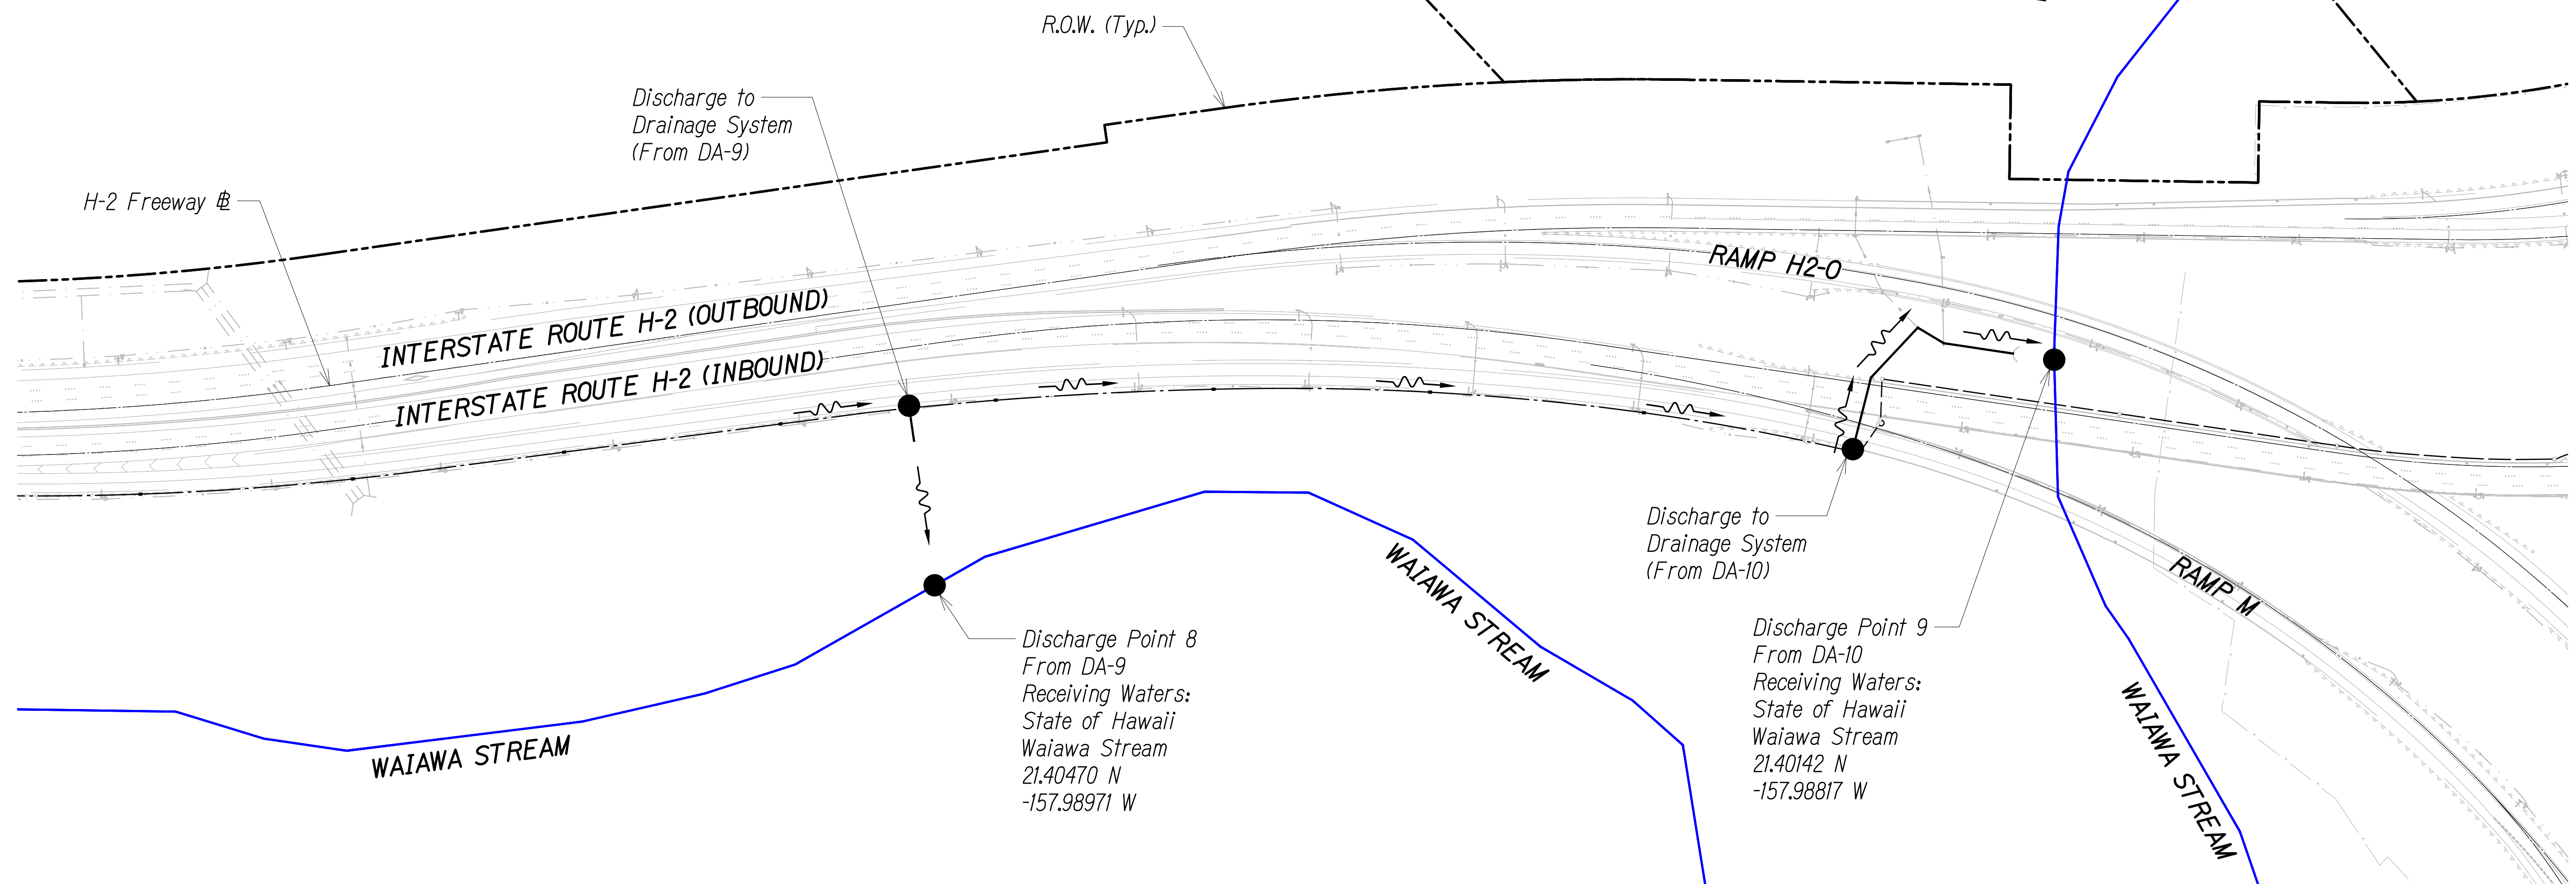 R.O.W. (Typ.)
Discharge to
Drainage System
(From DA-9)
H-2 Freeway ℄
INTERSTATE ROUTE H-2 (OUTBOUND)
INTERSTATE ROUTE H-2 (INBOUND)
RAMP H2-O
Discharge to
Drainage System
(From DA-10)
RAMP M
Discharge Point 8
From DA-9
Receiving Waters:
State of Hawaii
Waiawa Stream
21.40470 N
-157.98971 W
Discharge Point 9
From DA-10
Receiving Waters:
State of Hawaii
Waiawa Stream
21.40142 N
-157.98817 W
WAIAWA STREAM
WAIAWA STREAM
WAIAWA STREAM